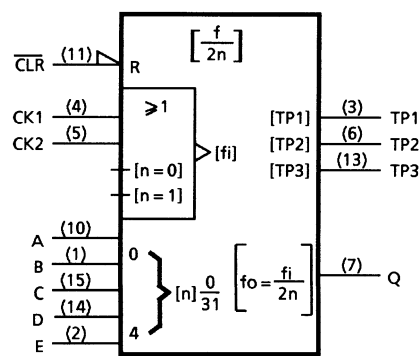 [f/2n]
C̅L̅R̅ (11) R
CK1 (4) ⩾1
CK2 (5) [fi]
[n=0]
[n=1]
[TP1] (3) TP1
[TP2] (6) TP2
[TP3] (13) TP3
A (10) 0
B (1)
C (15) [n] 0/31
D (14)
E (2) 4
[fo=fi/2n] (7) Q